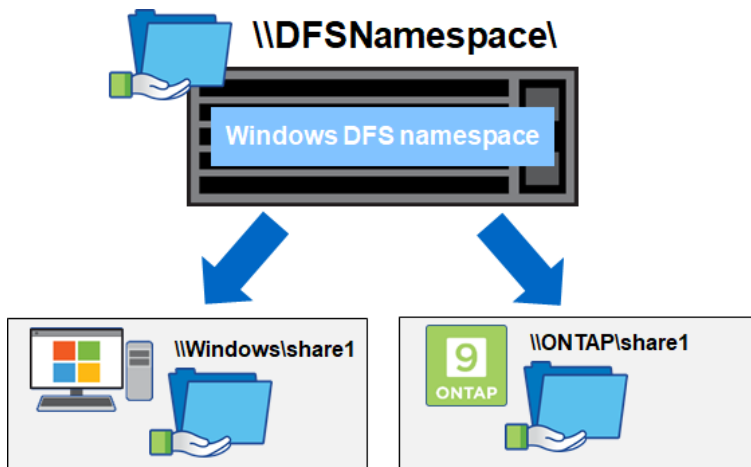 \\DFSNamespace\
Windows DFS namespace
\\Windows\share1
9
ONTAP
\\ONTAP\share1